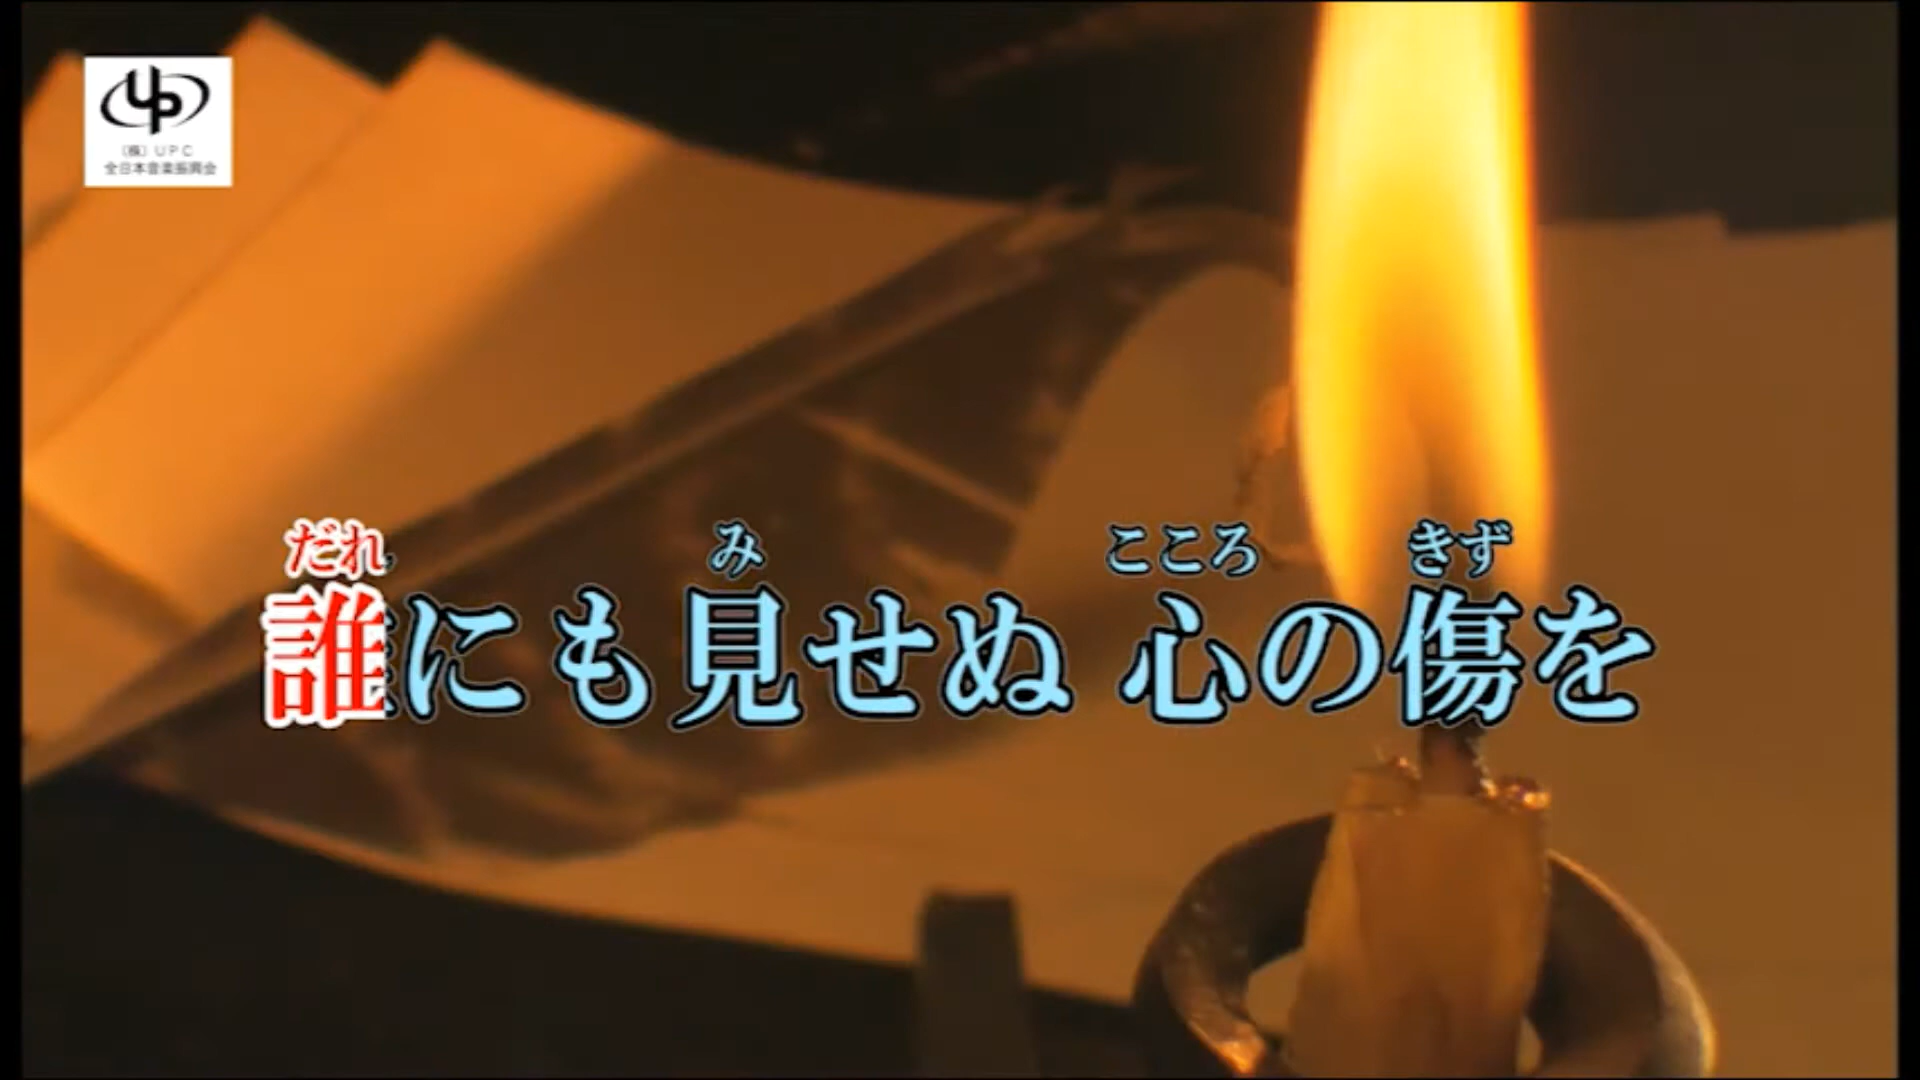 UP
(株)UPC
全日本音楽振興会
だれ み こころ きず
誰にも見せぬ 心の傷を